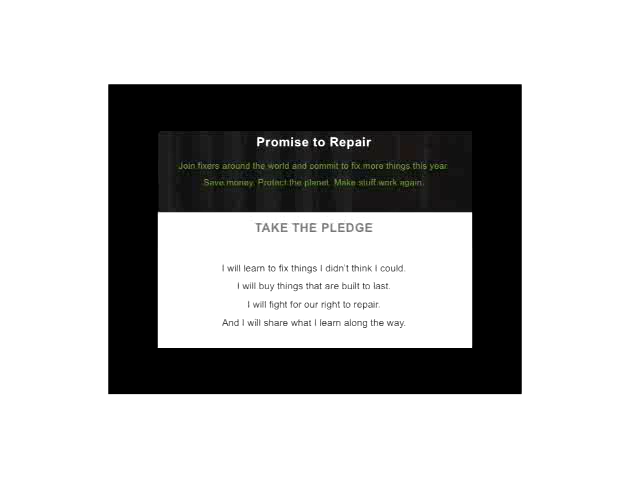 Promise to Repair
Join fixers around the world and commit to fix more things this year.
Save money. Protect the planet. Make stuff work again.
TAKE THE PLEDGE
I will learn to fix things I didn't think I could.
I will buy things that are built to last.
I will fight for our right to repair.
And I will share what I learn along the way.